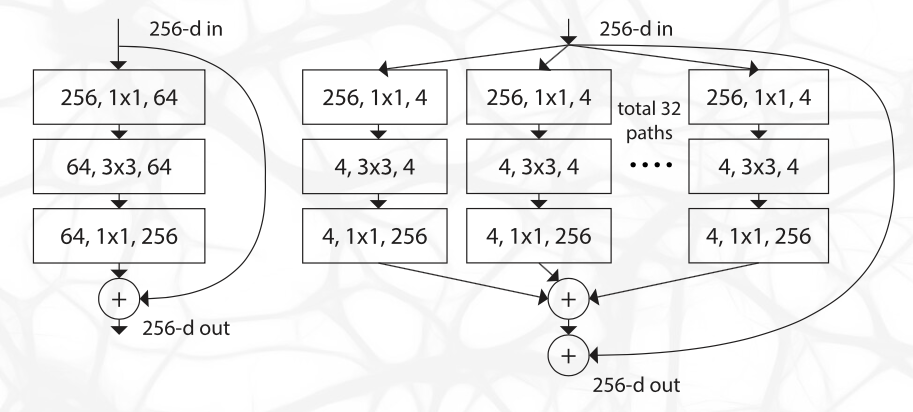 256-d in
256, 1x1, 64
64, 3x3, 64
64, 1x1, 256
+
256-d out
256-d in
256, 1x1, 4
256, 1x1, 4
total 32
paths
256, 1x1, 4
4, 3x3, 4
4, 3x3, 4
....
4, 3x3, 4
4, 1x1, 256
4, 1x1, 256
4, 1x1, 256
+
+
256-d out